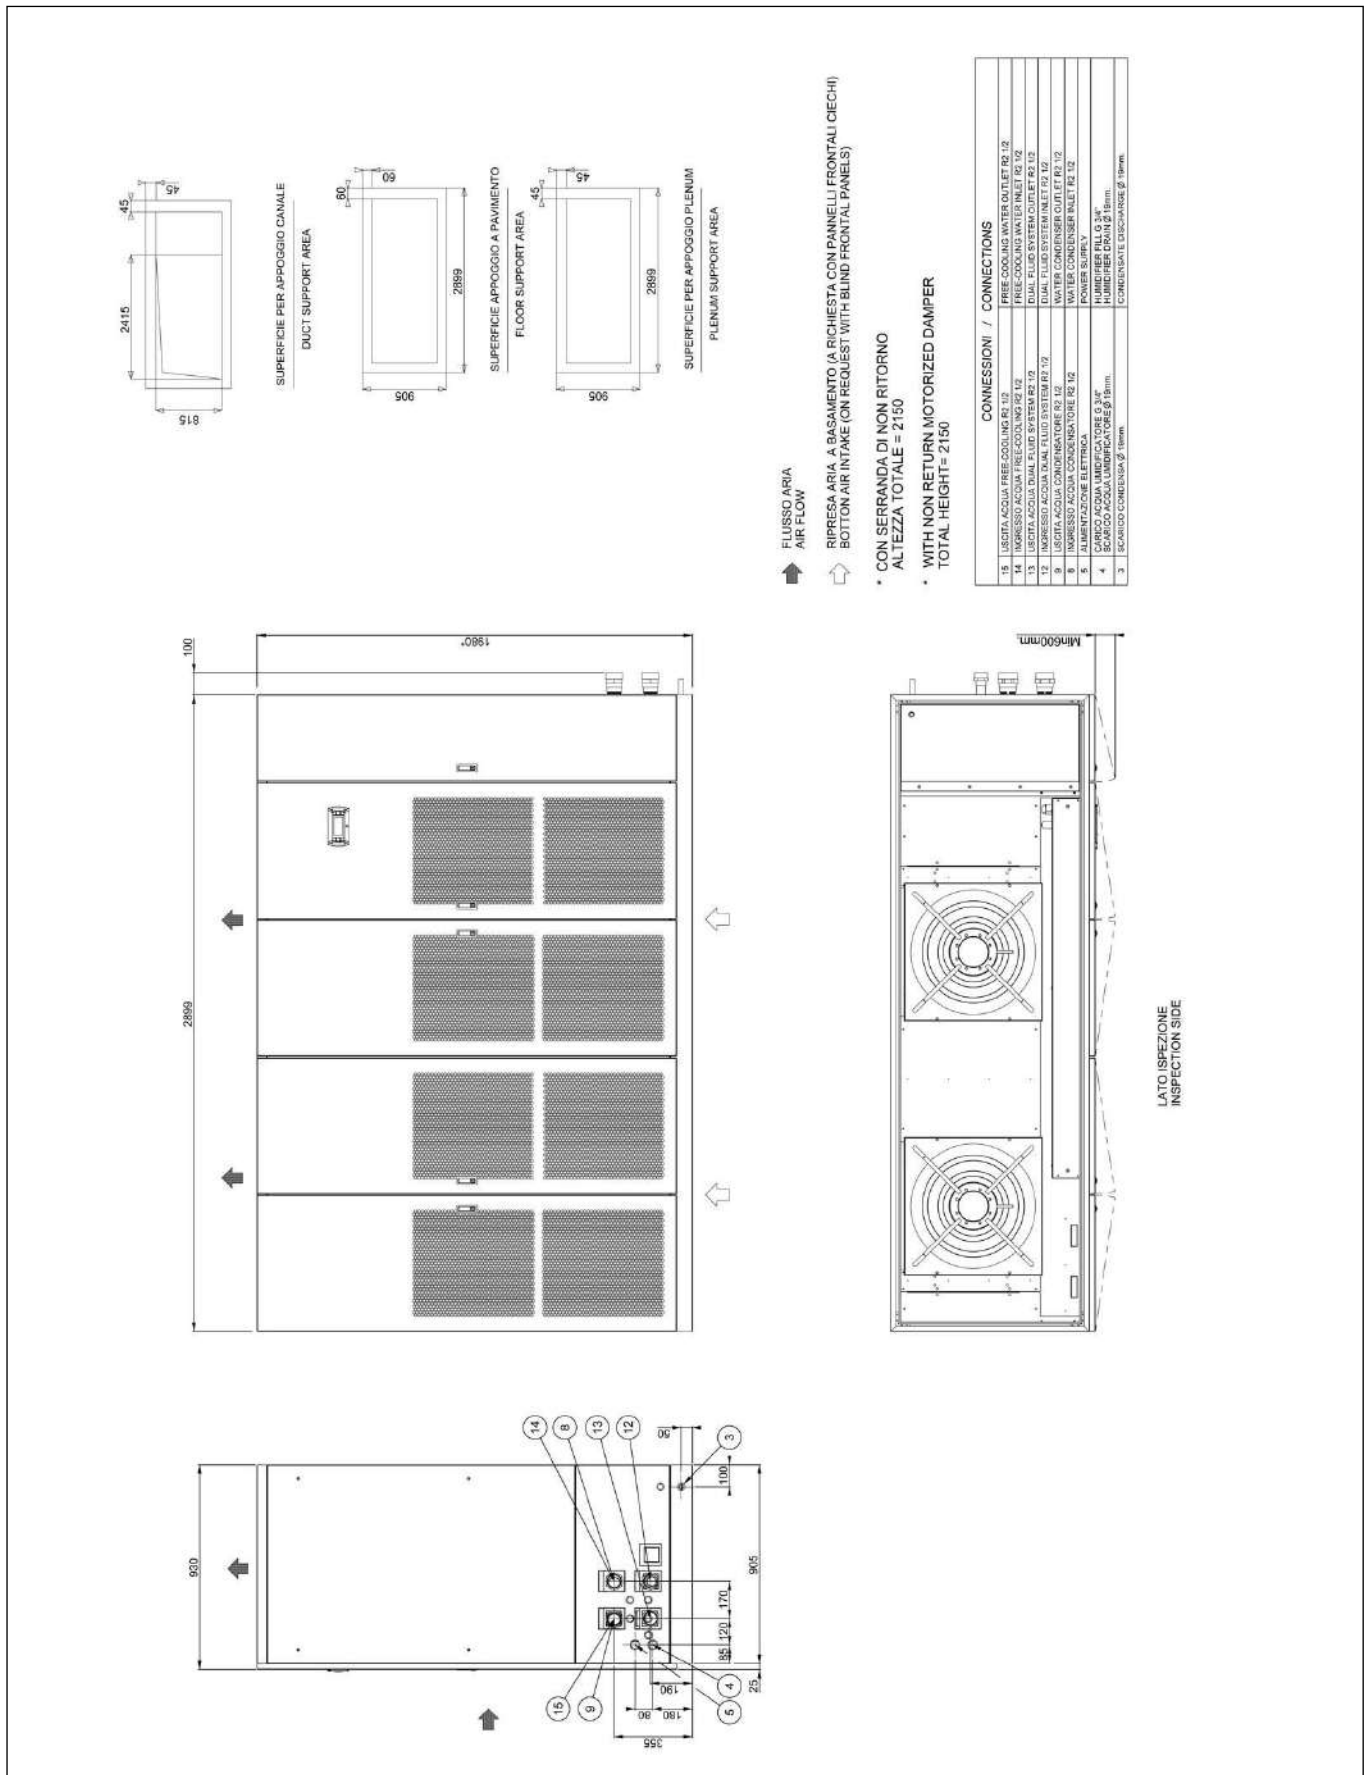 2415
45
45
815
SUPERFICIE PER APPOGGIO CANALE
DUCT SUPPORT AREA
60
60
905
2899
SUPERFICIE APPOGGIO A PAVIMENTO
FLOOR SUPPORT AREA
45
45
905
2899
SUPERFICIE PER APPOGGIO PLENUM
PLENUM SUPPORT AREA
FLUSSO ARIA
AIR FLOW
RIPRESA ARIA A BASAMENTO (A RICHIESTA CON PANNELLI FRONTALI CIECHI)
BOTTON AIR INTAKE (ON REQUEST WITH BLIND FRONTAL PANELS)
* CON SERRANDA DI NON RITORNO
ALTEZZA TOTALE = 2150
* WITH NON RETURN MOTORIZED DAMPER
TOTAL HEIGHT= 2150
CONNESSIONI / CONNECTIONS
15 USCITA ACQUA FREE-COOLING R2 1/2 FREE-COOLING WATER OUTLET R2 1/2
14 INGRESSO ACQUA FREE-COOLING R2 1/2 FREE-COOLING WATER INLET R2 1/2
13 USCITA ACQUA DUAL FLUID SYSTEM R2 1/2 DUAL FLUID SYSTEM OUTLET R2 1/2
12 INGRESSO ACQUA DUAL FLUID SYSTEM R2 1/2 DUAL FLUID SYSTEM INLET R2 1/2
9 USCITA ACQUA CONDENSATORE R2 1/2 WATER CONDENSER OUTLET R2 1/2
8 INGRESSO ACQUA CONDENSATORE R2 1/2 WATER CONDENSER INLET R2 1/2
5 ALIMENTAZIONE ELETTRICA POWER SUPPLY
4 CARICO ACQUA UMIDIFICATORE G 3/4" HUMIDIFIER FILL G 3/4"
SCARICO ACQUA UMIDIFICATORE Ø 19mm. HUMIDIFIER DRAIN Ø 19mm.
3 SCARICO CONDENSA Ø 19mm. CONDENSATE DISCHARGE Ø 19mm.
2899
100
1980*
Min600mm.
LATO ISPEZIONE
INSPECTION SIDE
930
14
8
13
12
50
3
100
905
170
120
85
25
15
9
190
80
180
355
4
5